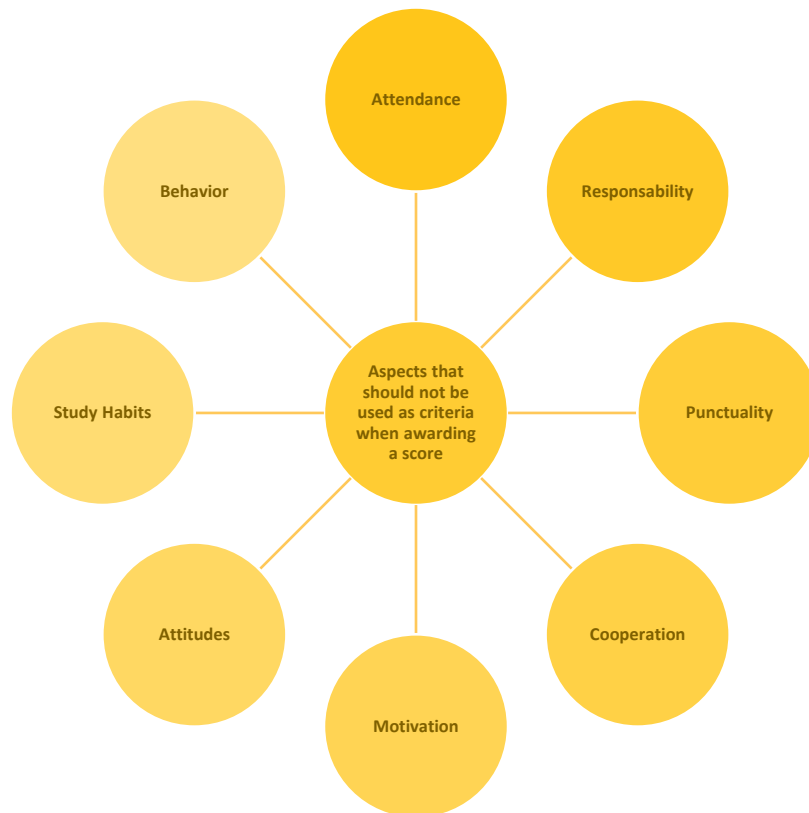 Attendance
Behavior
Responsability
Aspects that
should not be
used as criteria
when awarding
a score
Study Habits
Punctuality
Attitudes
Cooperation
Motivation